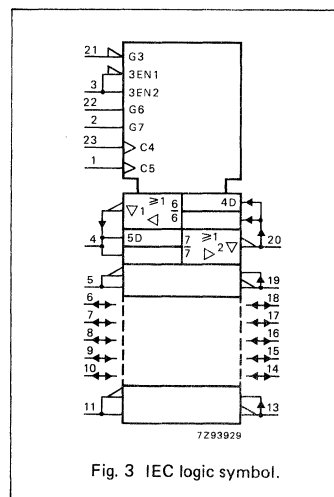 21 G3
3EN1
3 3EN2
22 G6
2 G7
23 C4
1 C5
▽1 ≥1 6 4D
◁ 6
5D 7 ≥1
4 7 ▷ 2▽ 20
5 19
6 18
7 17
8 16
9 15
10 14
11 13
7Z93929
Fig. 3 IEC logic symbol.